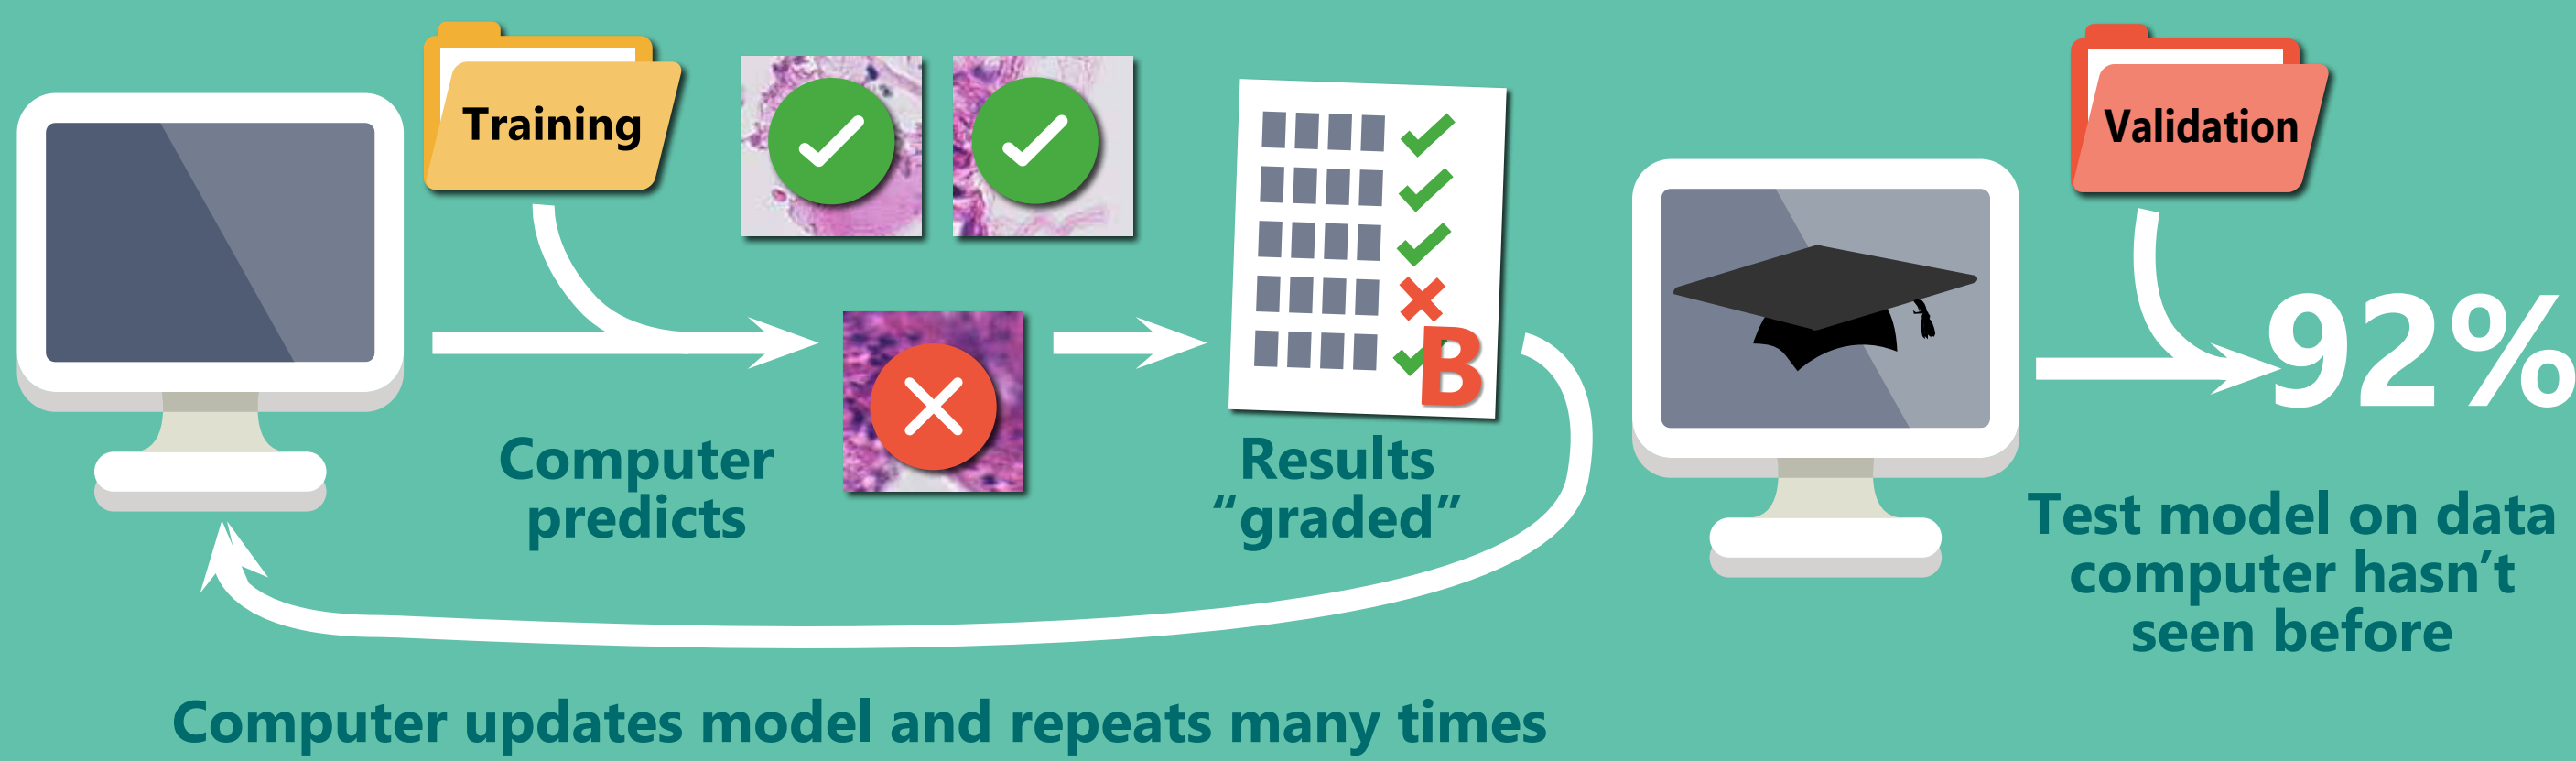 Training
Computer
predicts
B
Results
“graded”
Computer updates model and repeats many times
Validation
92%
Test model on data
computer hasn’t
seen before